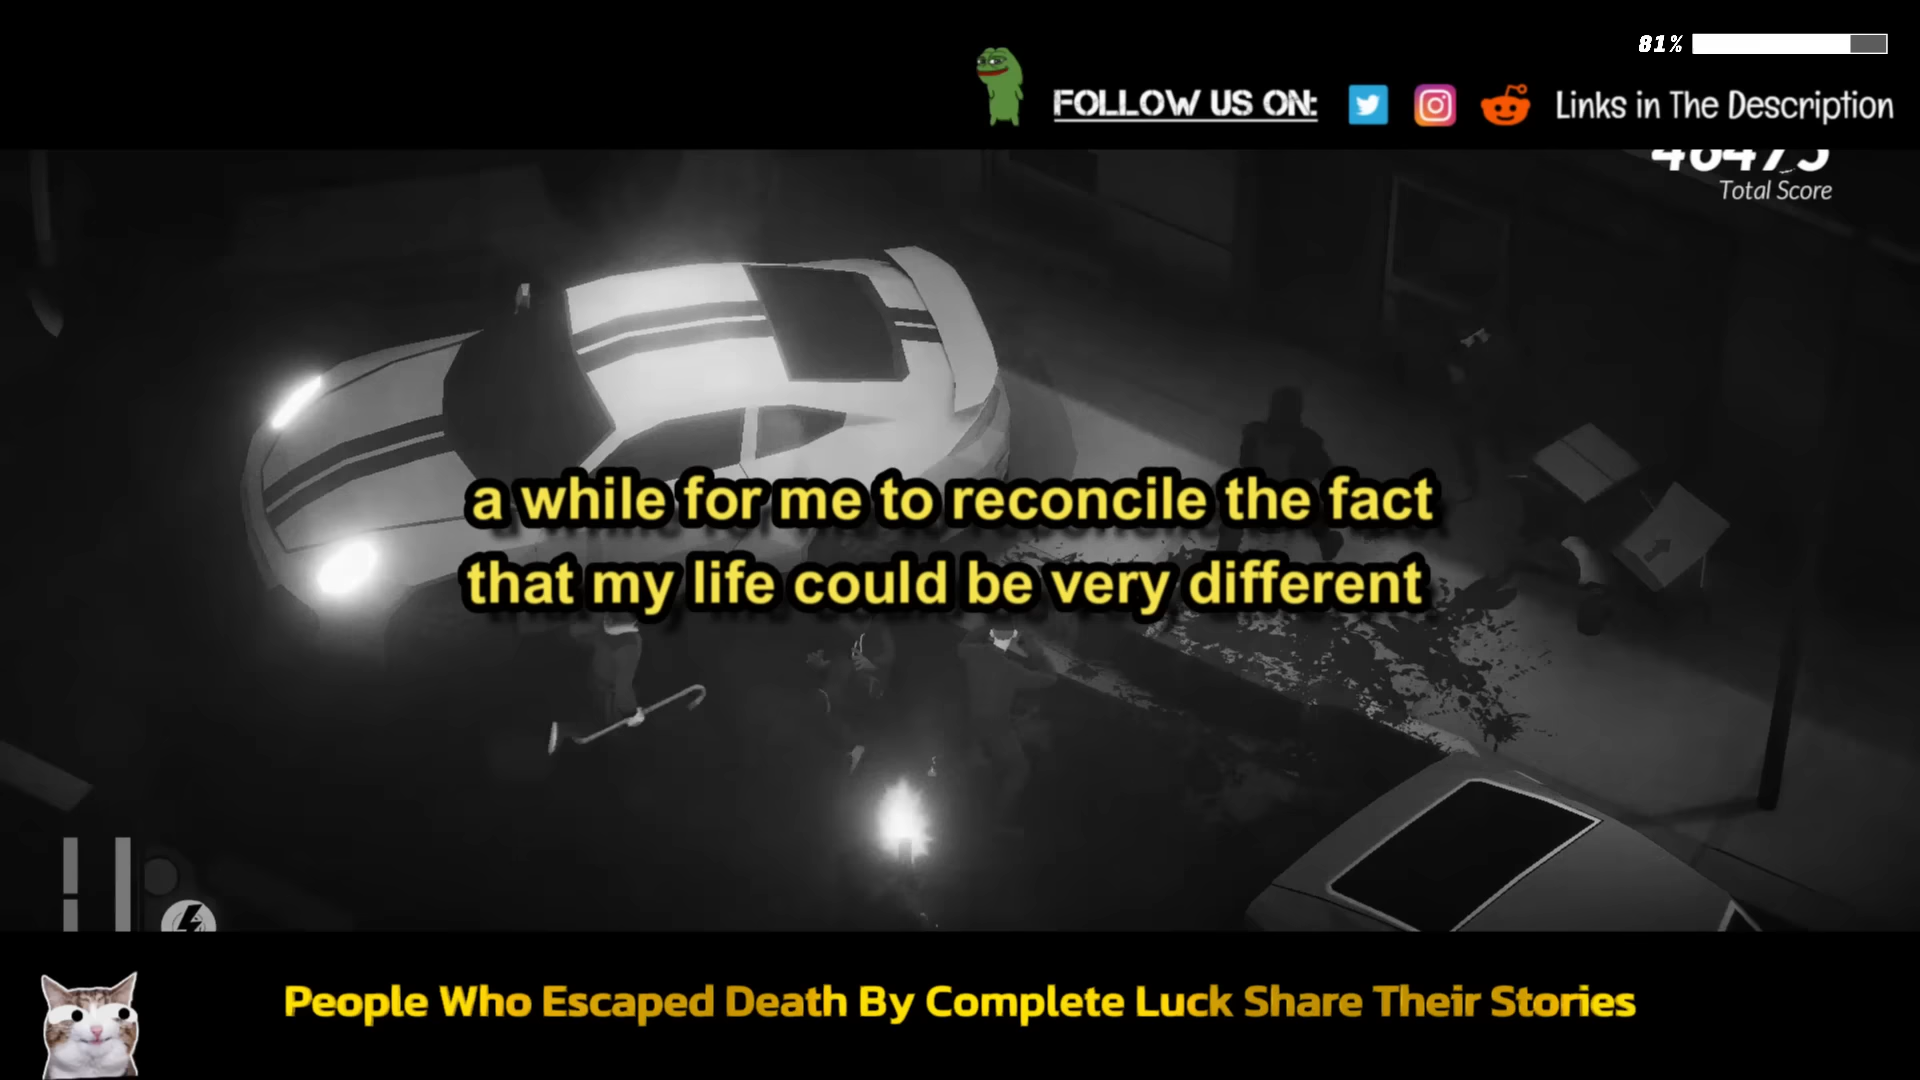 81%
FOLLOW US ON:
Links in The Description
Total Score
a while for me to reconcile the fact
that my life could be very different
People Who Escaped Death By Complete Luck Share Their Stories